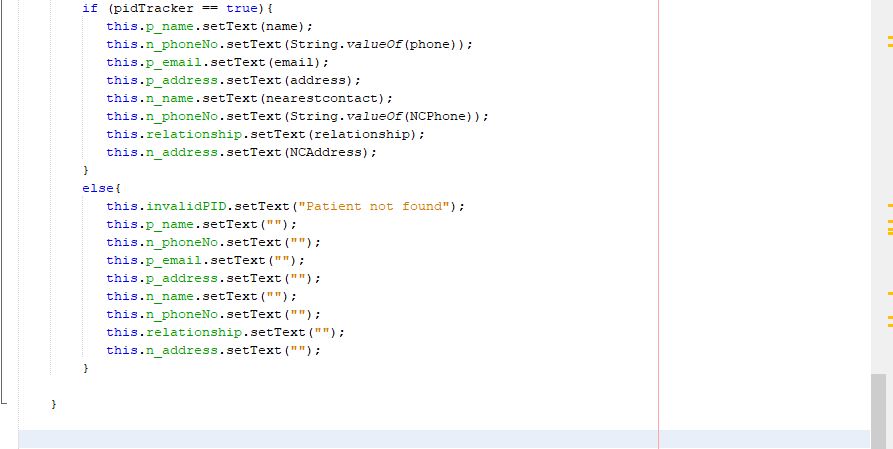 if (pidTracker == true){
this.p_name.setText(name);
this.n_phoneNo.setText(String.valueOf(phone));
this.p_email.setText(email);
this.p_address.setText(address);
this.n_name.setText(nearestcontact);
this.n_phoneNo.setText(String.valueOf(NCPhone));
this.relationship.setText(relationship);
this.n_address.setText(NCAddress);
}
else{
this.invalidPID.setText("Patient not found");
this.p_name.setText("");
this.n_phoneNo.setText("");
this.p_email.setText("");
this.p_address.setText("");
this.n_name.setText("");
this.n_phoneNo.setText("");
this.relationship.setText("");
this.n_address.setText("");
}
}